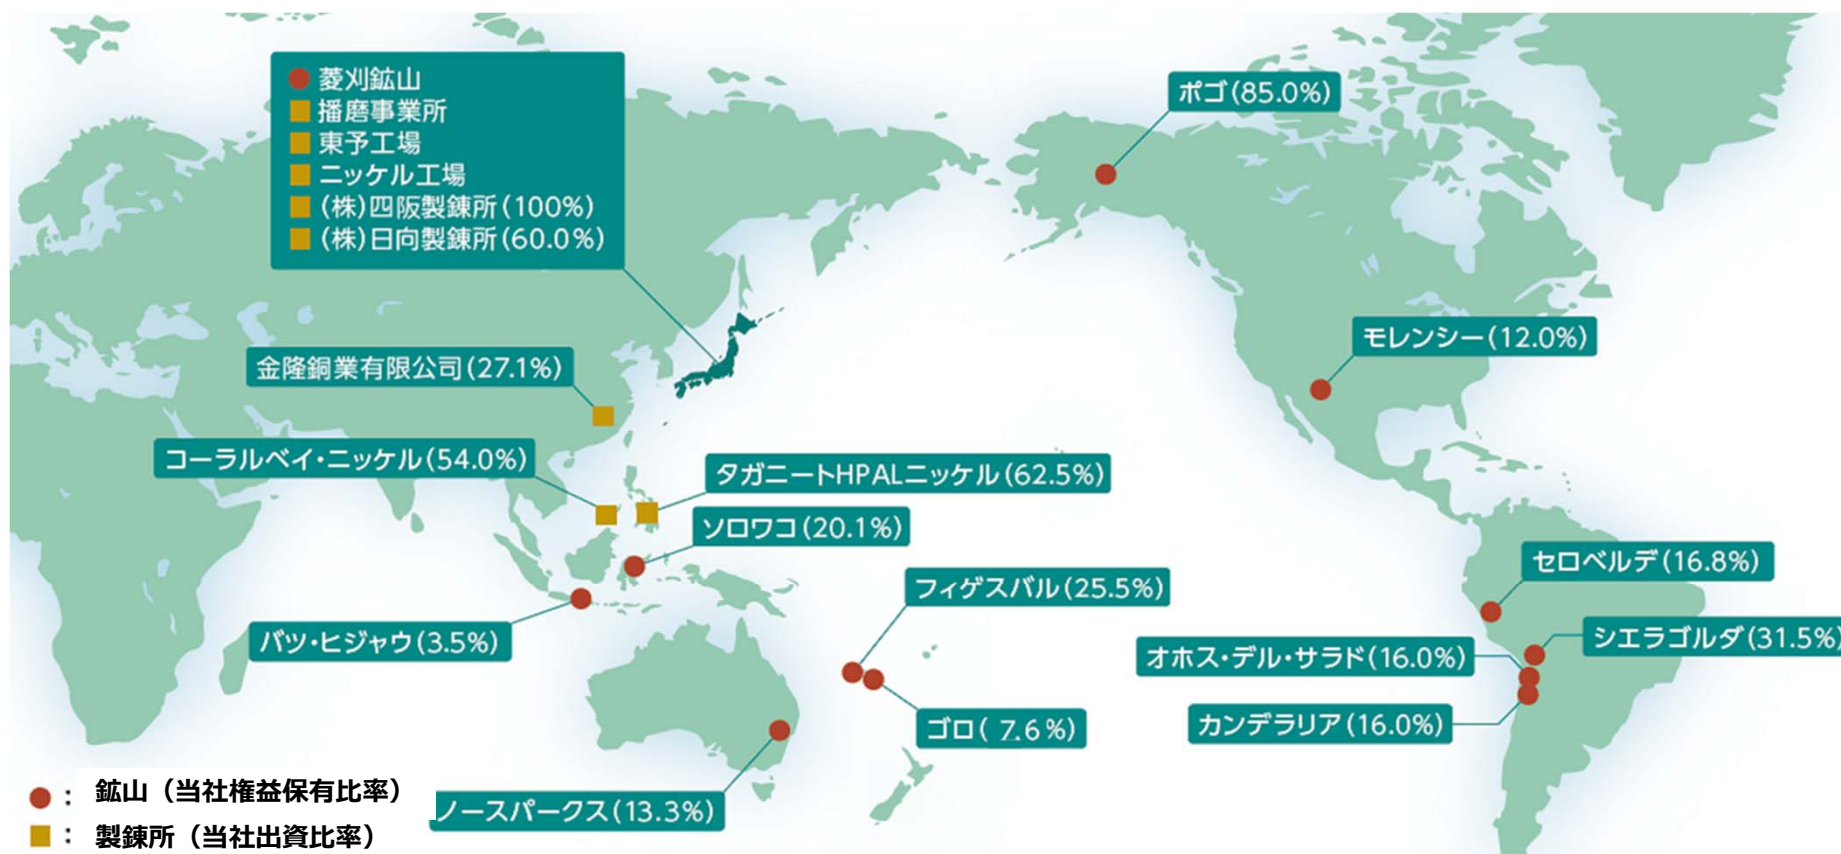 菱刈鉱山
播磨事業所
東予工場
ニッケル工場
(株)四阪製錬所(100%)
(株)日向製錬所(60.0%)
ポゴ(85.0%)
モレンシー(12.0%)
金隆銅業有限公司(27.1%)
コーラルベイ・ニッケル(54.0%)
タガニートHPALニッケル(62.5%)
ソロワコ(20.1%)
フィゲスバル(25.5%)
セロベルデ(16.8%)
バツ・ヒジャウ(3.5%)
シエラゴルダ(31.5%)
オホス・デル・サラド(16.0%)
ゴロ( 7.6%)
カンデラリア(16.0%)
ノースパークス(13.3%)
: 鉱山(当社権益保有比率)
: 製錬所(当社出資比率)